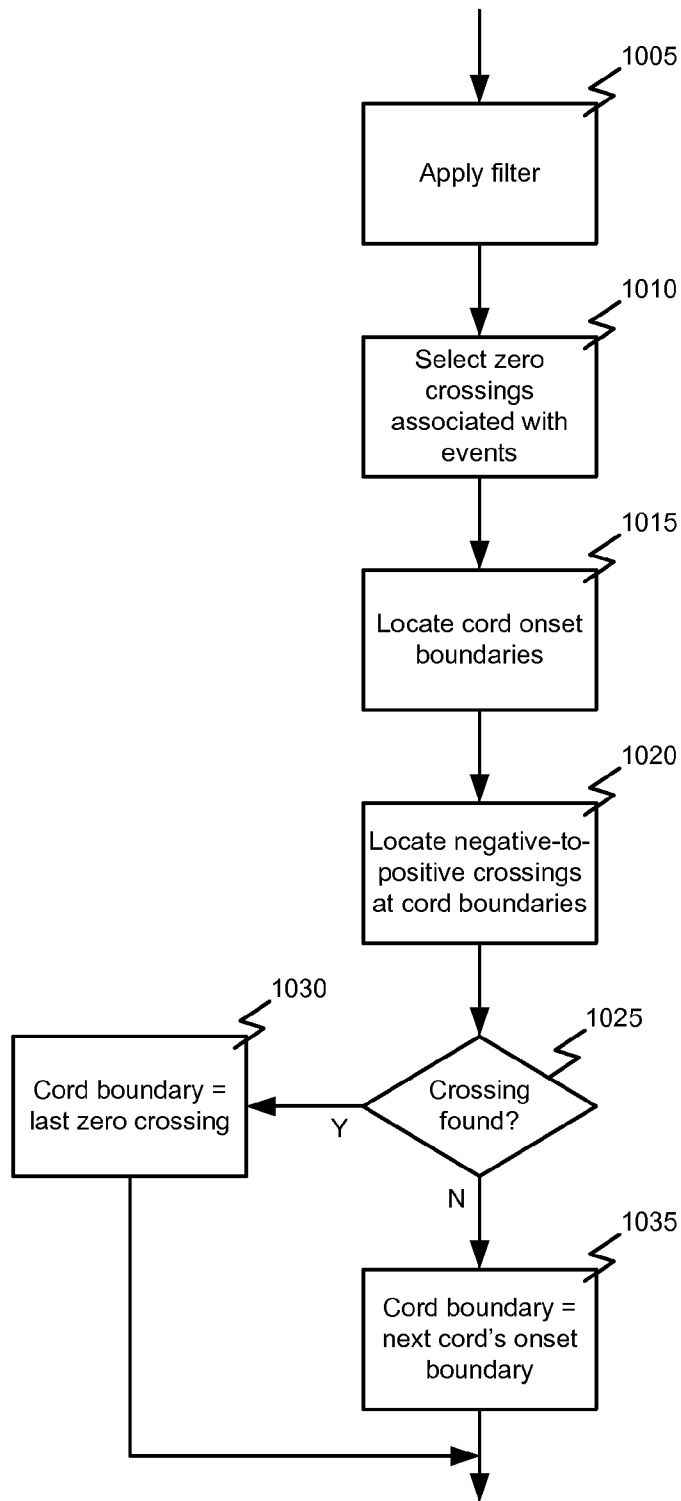 1005
Apply filter
1010
Select zero
crossings
associated with
events
1015
Locate cord onset
boundaries
1020
Locate negative-to-
positive crossings
at cord boundaries
1025
Crossing
found?
Y
N
1030
Cord boundary =
last zero crossing
1035
Cord boundary =
next cord's onset
boundary